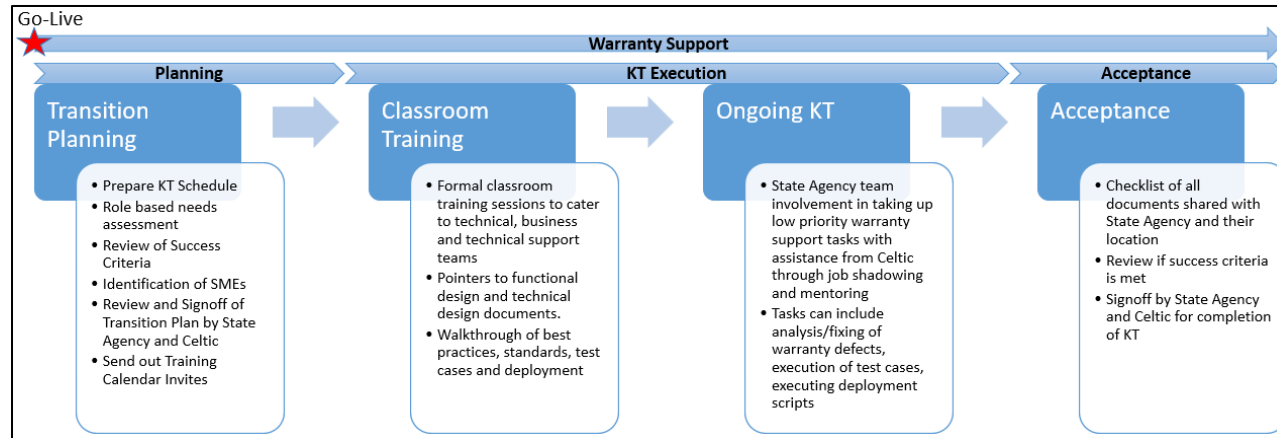 Go-Live
Warranty Support
Planning
KT Execution
Acceptance
Transition
Planning
• Prepare KT Schedule
• Role based needs
assessment
• Review of Success
Criteria
• Identification of SMEs
• Review and Signoff of
Transition Plan by State
Agency and Celtic
• Send out Training
Calendar Invites
Classroom
Training
• Formal classroom
training sessions to cater
to technical, business
and technical support
teams
• Pointers to functional
design and technical
design documents.
• Walkthrough of best
practices, standards, test
cases and deployment
Ongoing KT
• State Agency team
involvement in taking up
low priority warranty
support tasks with
assistance from Celtic
through job shadowing
and mentoring
• Tasks can include
analysis/fixing of
warranty defects,
execution of test cases,
executing deployment
scripts
Acceptance
• Checklist of all
documents shared with
State Agency and their
location
• Review if success criteria
is met
• Signoff by State Agency
and Celtic for completion
of KT